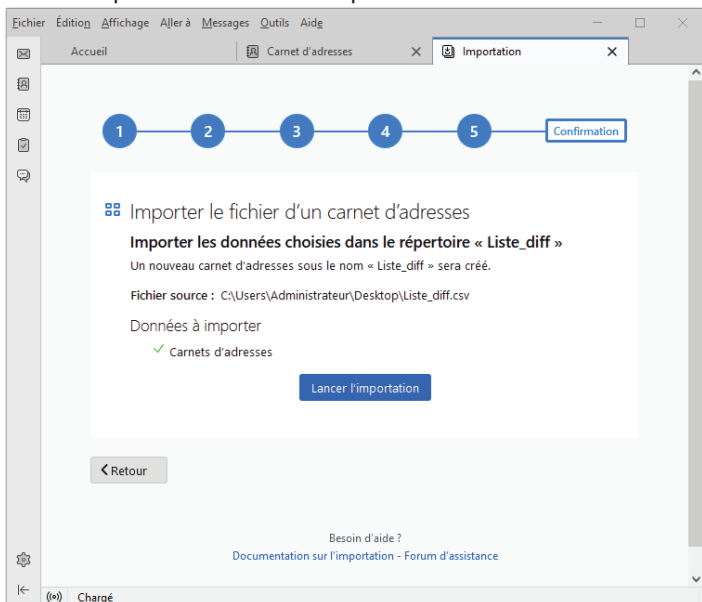 Fichier Édition Affichage Aller à Messages Outils Aide
Accueil Carnet d'adresses Importation
1 2 3 4 5 Confirmation
Importer le fichier d'un carnet d'adresses
Importer les données choisies dans le répertoire « Liste_diff »
Un nouveau carnet d'adresses sous le nom « Liste_diff » sera créé.
Fichier source : C:\Users\Administrateur\Desktop\Liste_diff.csv
Données à importer
Carnets d'adresses
Lancer l'importation
Retour
Besoin d'aide ?
Documentation sur l'importation - Forum d'assistance
Chargé